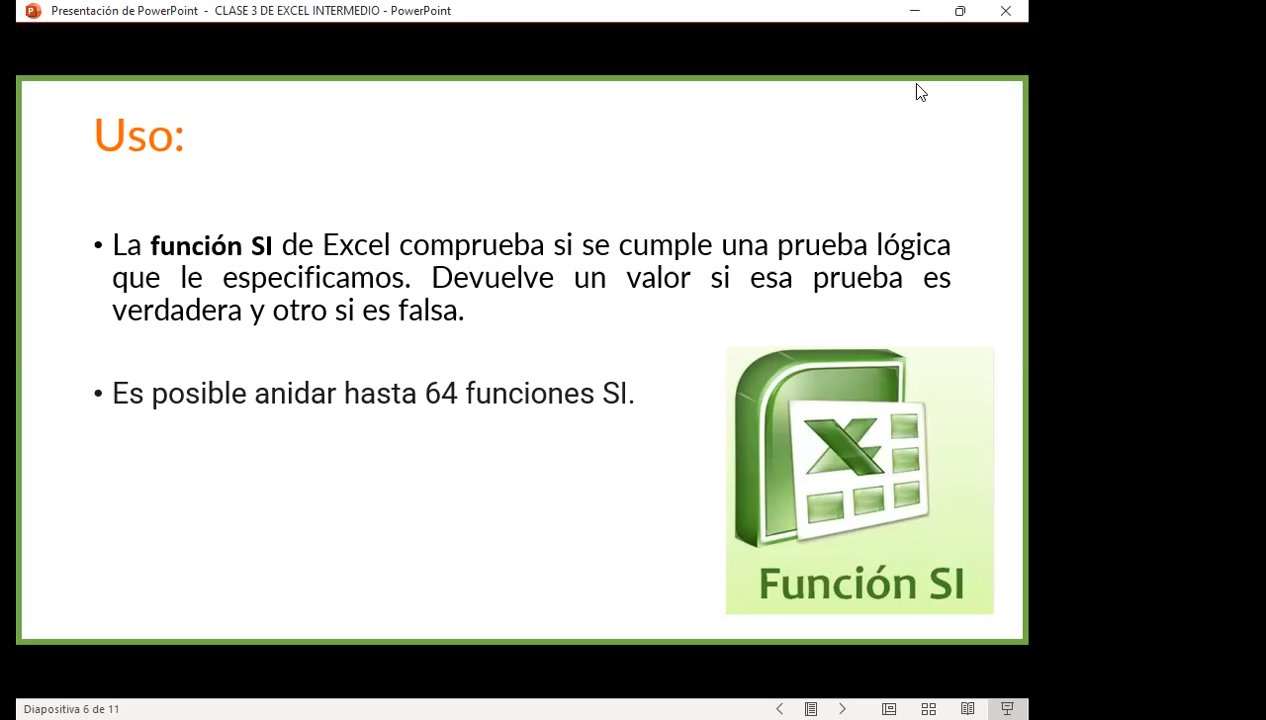 Presentación de PowerPoint - CLASE 3 DE EXCEL INTERMEDIO - PowerPoint
Uso:
• La función SI de Excel comprueba si se cumple una prueba lógica
que le especificamos. Devuelve un valor si esa prueba es
verdadera y otro si es falsa.
• Es posible anidar hasta 64 funciones SI.
Función SI
Diapositiva 6 de 11